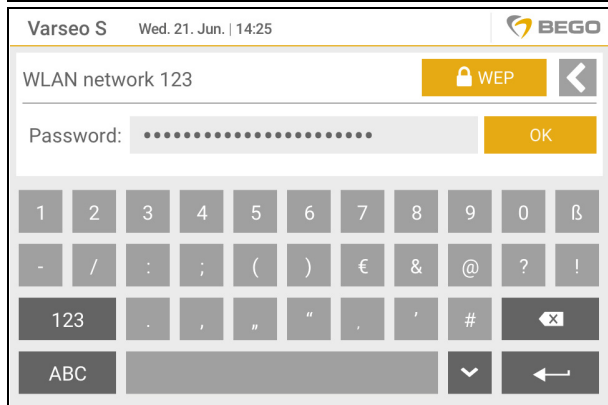 Varseo S Wed. 21. Jun. | 14:25 BEGO
WLAN network 123 WEP
Password: ••••••••••••••••••••••• OK
1 2 3 4 5 6 7 8 9 0 ß
- / : ; ( ) € & @ ? !
123 . , „ “ ‚ ‘ #
ABC